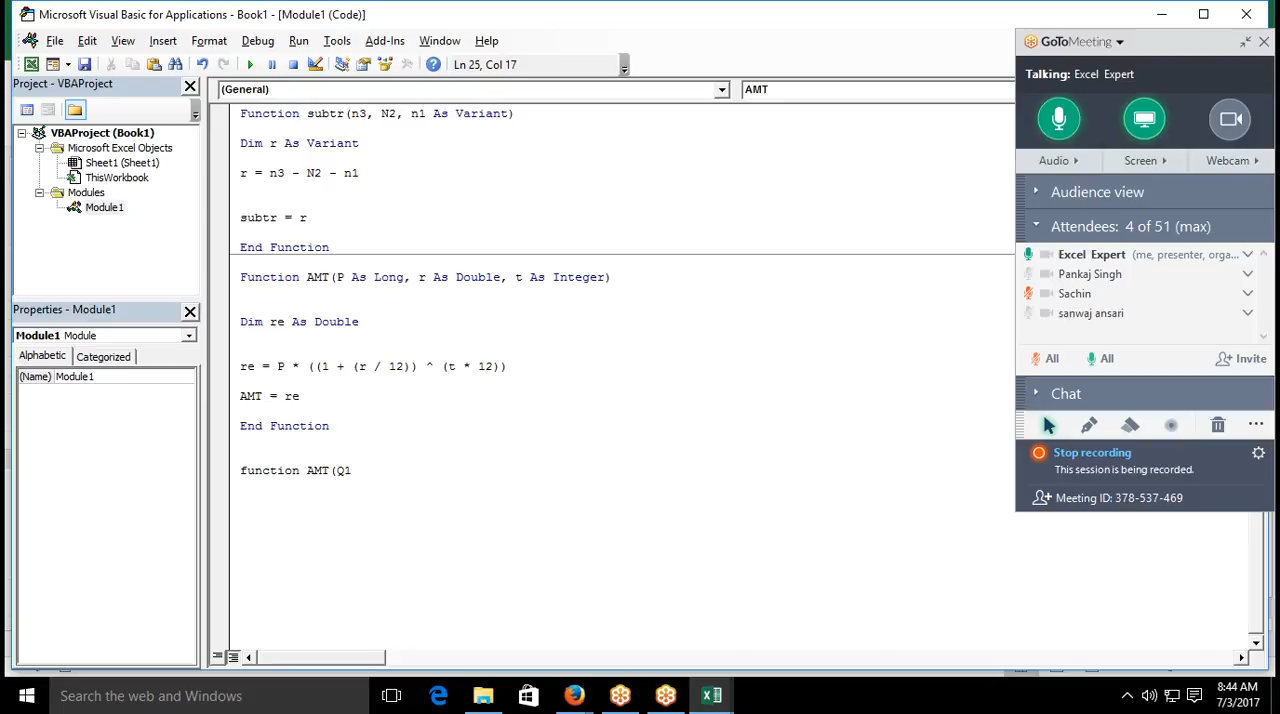 Microsoft Visual Basic for Applications - Book1 - [Module1 (Code)]
File Edit View Insert Format Debug Run Tools Add-Ins Window Help
Ln 25, Col 17
Project - VBAProject
VBAProject (Book1)
Microsoft Excel Objects
Sheet1 (Sheet1)
ThisWorkbook
Modules
Module1
Properties - Module1
Module1 Module
Alphabetic Categorized
(Name) Module1
(General) AMT
Function subtr(n3, N2, n1 As Variant)
Dim r As Variant
r = n3 - N2 - n1
subtr = r
End Function
Function AMT(P As Long, r As Double, t As Integer)
Dim re As Double
re = P * ((1 + (r / 12)) ^ (t * 12))
AMT = re
End Function
function AMT(Q1
GoToMeeting
Talking: Excel Expert
Audio Screen Webcam
Audience view
Attendees: 4 of 51 (max)
Excel Expert (me, presenter, orga...
Pankaj Singh
Sachin
sanwaj ansari
All All Invite
Chat
Stop recording
This session is being recorded.
Meeting ID: 378-537-469
Search the web and Windows
8:44 AM
7/3/2017